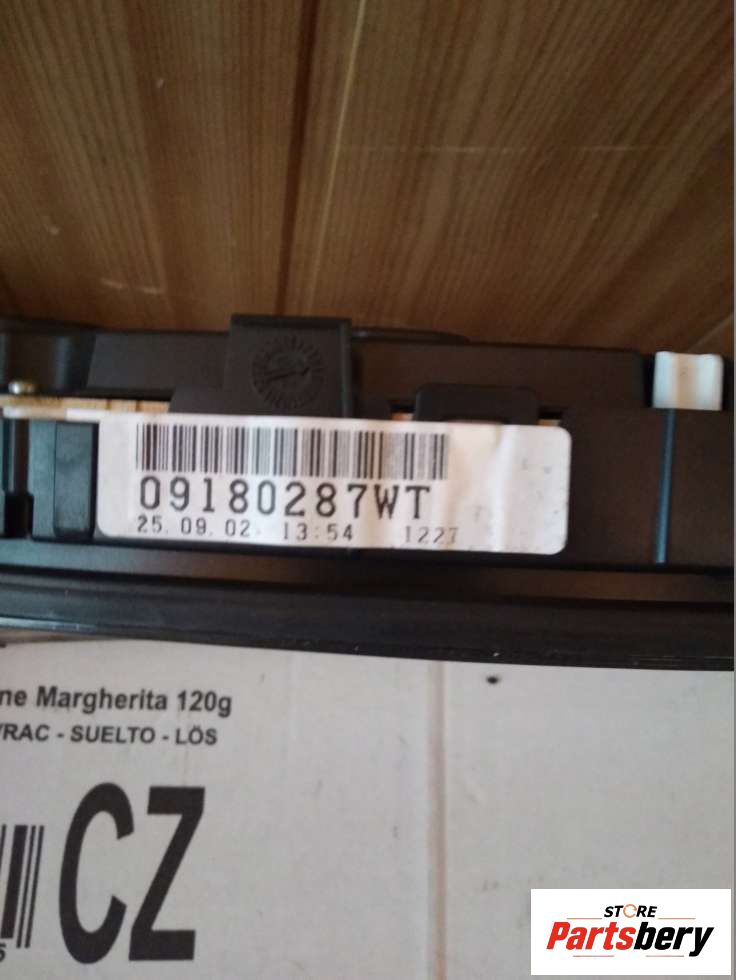 09180287WT
25.09.02 13:54 1227
ne Margherita 120g
VRAC - SUELTO - LÖS
CZ
STORE
Partsbery